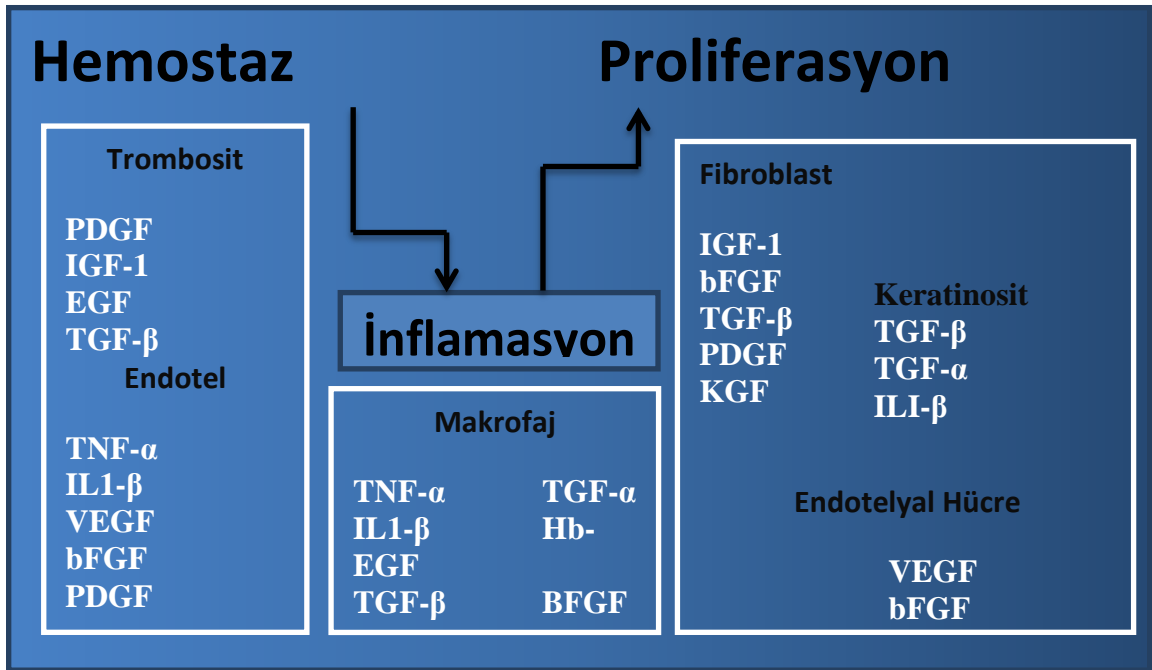 Hemostaz
Proliferasyon
Trombosit
PDGF
IGF-1
EGF
TGF-β
Endotel
TNF-α
IL1-β
VEGF
bFGF
PDGF
İnflamasyon
Makrofaj
TNF-α
IL1-β
EGF
TGF-β
TGF-α
Hb-
BFGF
Fibroblast
IGF-1
bFGF
TGF-β
PDGF
KGF
Keratinosit
TGF-β
TGF-α
ILI-β
Endotelyal Hücre
VEGF
bFGF